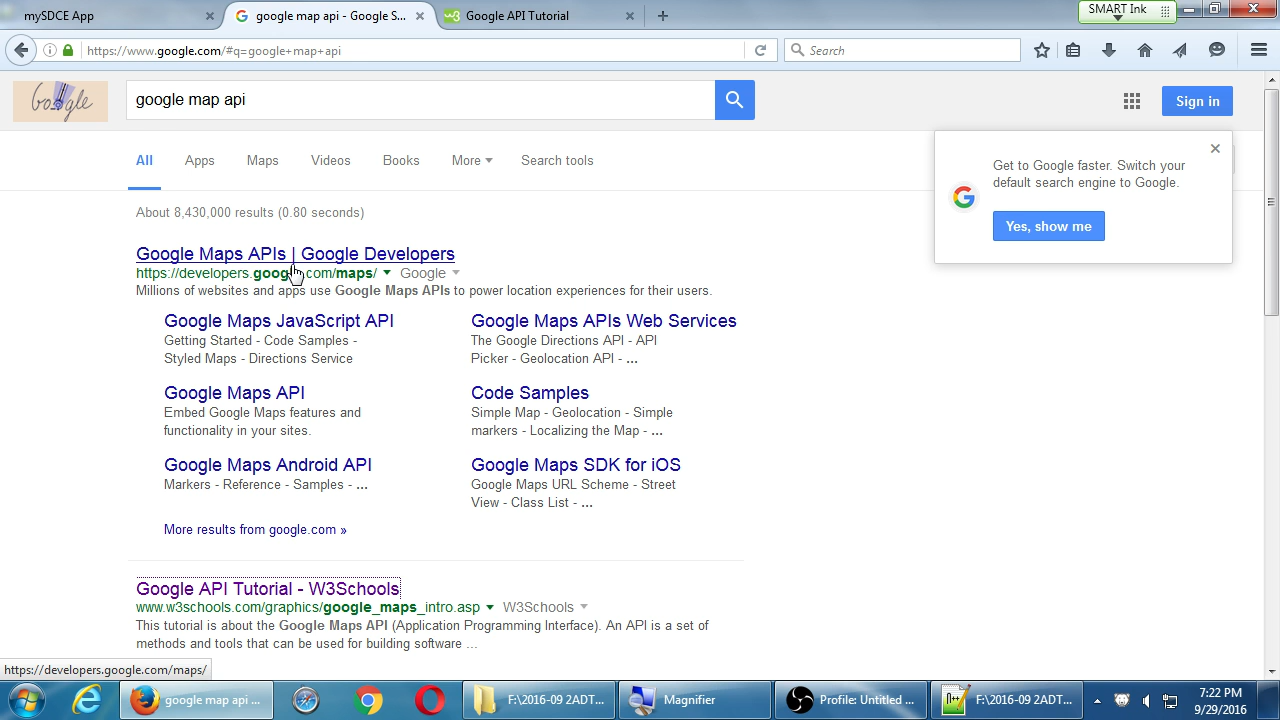 mySDCE App
google map api - Google S...
Google API Tutorial
SMART Ink
https://www.google.com/#q=google+map+api
Search
Google
google map api
Sign in
All
Apps
Maps
Videos
Books
More
Search tools
Get to Google faster. Switch your
default search engine to Google.
Yes, show me
About 8,430,000 results (0.80 seconds)
Google Maps APIs | Google Developers
https://developers.google.com/maps/ Google
Millions of websites and apps use Google Maps APIs to power location experiences for their users.
Google Maps JavaScript API
Getting Started - Code Samples -
Styled Maps - Directions Service
Google Maps APIs Web Services
The Google Directions API - API
Picker - Geolocation API - ...
Google Maps API
Embed Google Maps features and
functionality in your sites.
Code Samples
Simple Map - Geolocation - Simple
markers - Localizing the Map - ...
Google Maps Android API
Markers - Reference - Samples - ...
Google Maps SDK for iOS
Google Maps URL Scheme - Street
View - Class List - ...
More results from google.com »
Google API Tutorial - W3Schools
www.w3schools.com/graphics/google_maps_intro.asp W3Schools
This tutorial is about the Google Maps API (Application Programming Interface). An API is a set of
methods and tools that can be used for building software ...
https://developers.google.com/maps/
google map api ...
F:\2016-09 2ADT...
Magnifier
Profile: Untitled ...
F:\2016-09 2ADT...
7:22 PM
9/29/2016